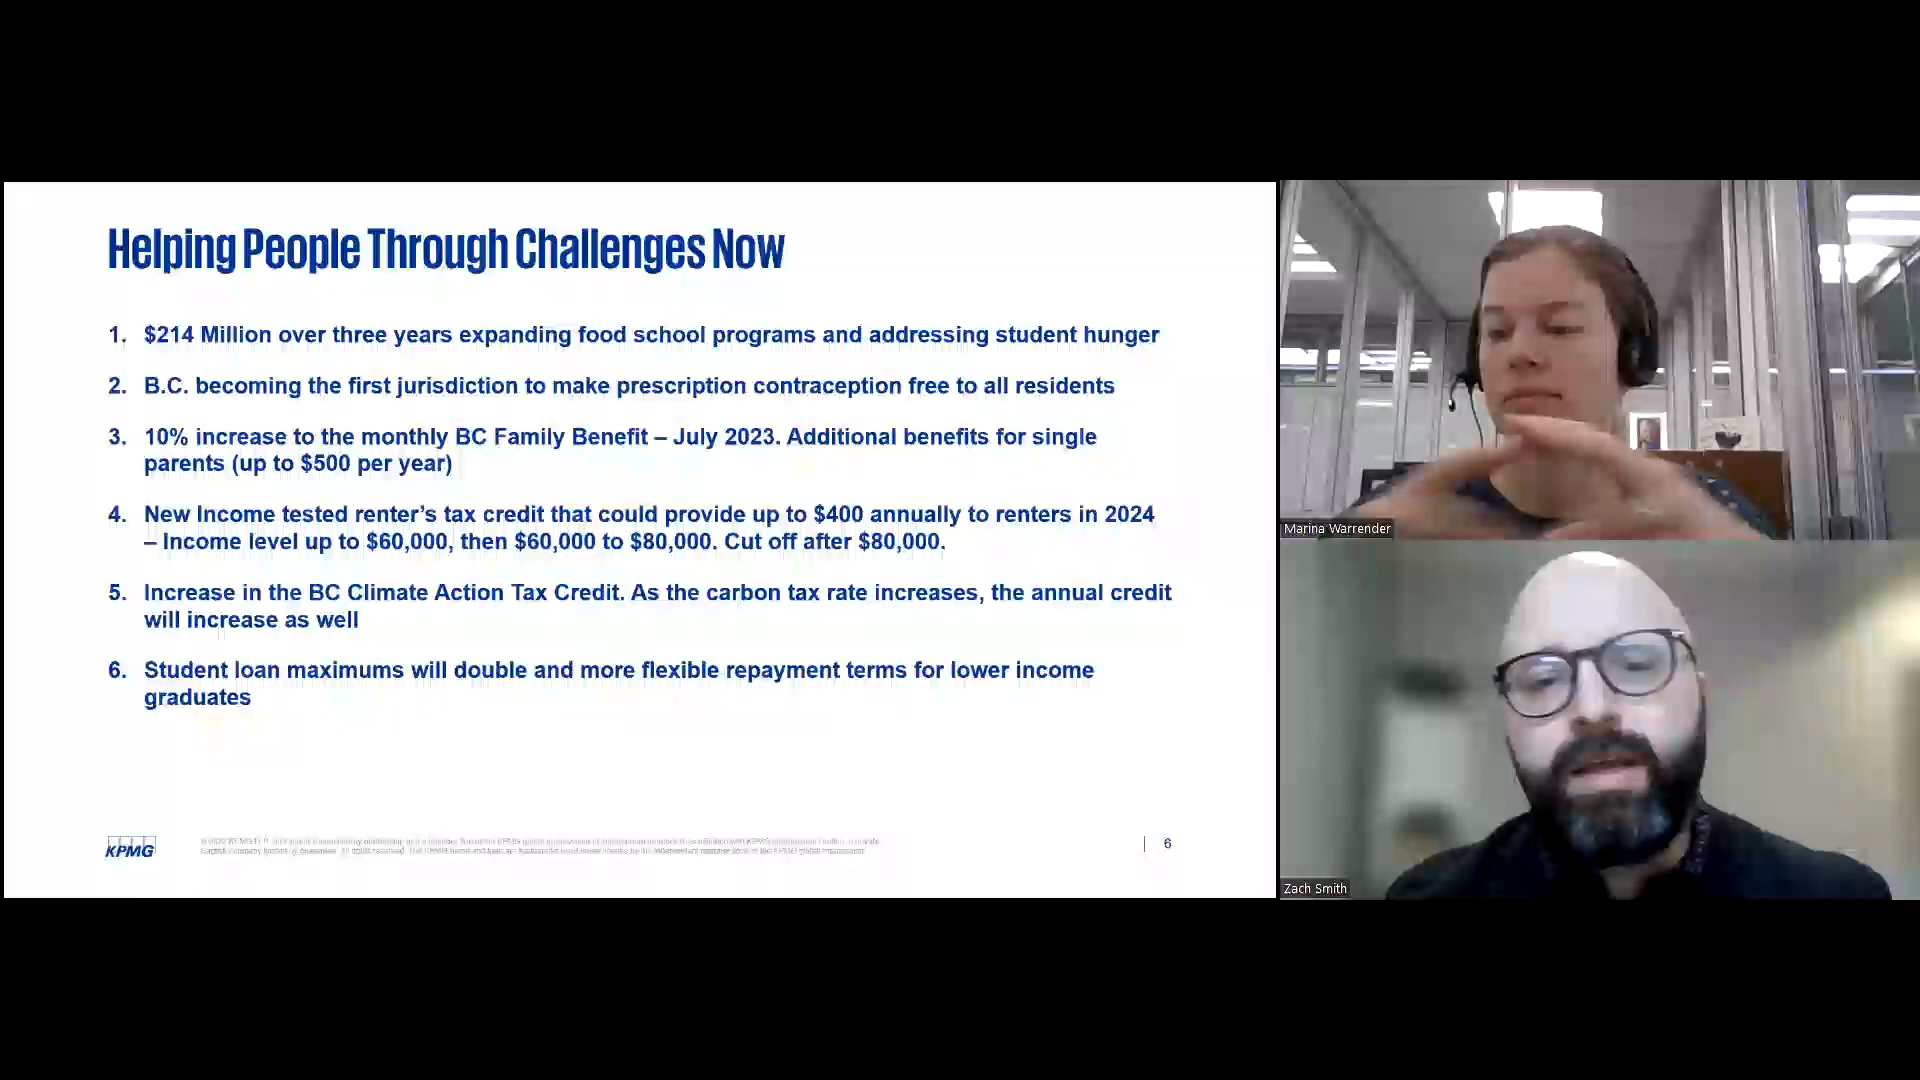 Helping People Through Challenges Now
1. $214 Million over three years expanding food school programs and addressing student hunger
2. B.C. becoming the first jurisdiction to make prescription contraception free to all residents
3. 10% increase to the monthly BC Family Benefit – July 2023. Additional benefits for single
parents (up to $500 per year)
4. New Income tested renter’s tax credit that could provide up to $400 annually to renters in 2024
– Income level up to $60,000, then $60,000 to $80,000. Cut off after $80,000.
5. Increase in the BC Climate Action Tax Credit. As the carbon tax rate increases, the annual credit
will increase as well
6. Student loan maximums will double and more flexible repayment terms for lower income
graduates
KPMG
6
Marina Warrender
Zach Smith